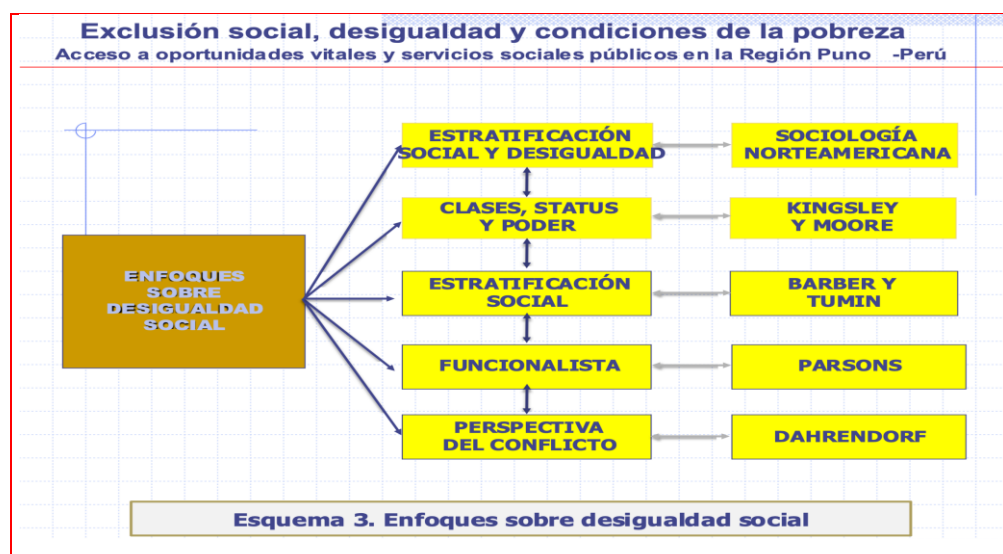 Exclusión social, desigualdad y condiciones de la pobreza
Acceso a oportunidades vitales y servicios sociales públicos en la Región Puno -Perú
ENFOQUES
SOBRE
DESIGUALDAD
SOCIAL
ESTRATIFICACIÓN
SOCIAL Y DESIGUALDAD
SOCIOLOGÍA
NORTEAMERICANA
CLASES, STATUS
Y PODER
KINGSLEY
Y MOORE
ESTRATIFICACIÓN
SOCIAL
BARBER Y
TUMIN
FUNCIONALISTA
PARSONS
PERSPECTIVA
DEL CONFLICTO
DAHRENDORF
Esquema 3. Enfoques sobre desigualdad social